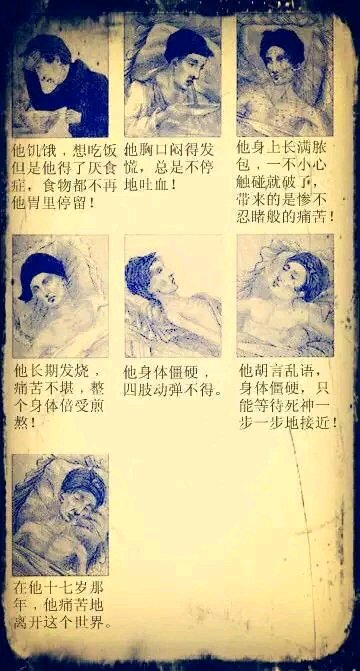 他饥饿，想吃饭
但是他得了厌食
症，食物都不再
他胃里停留！
他胸口闷得发
慌，总是不停
地吐血！
他身上长满脓
包，一不小心
触碰就破了，
带来的是惨不
忍睹般的痛苦！
他长期发烧，
痛苦不堪，整
个身体倍受煎
熬！
他身体僵硬，
四肢动弹不得。
他胡言乱语，
身体僵硬，只
能等待死神一
步一步地接近！
在他十七岁那
年，他痛苦地
离开这个世界。